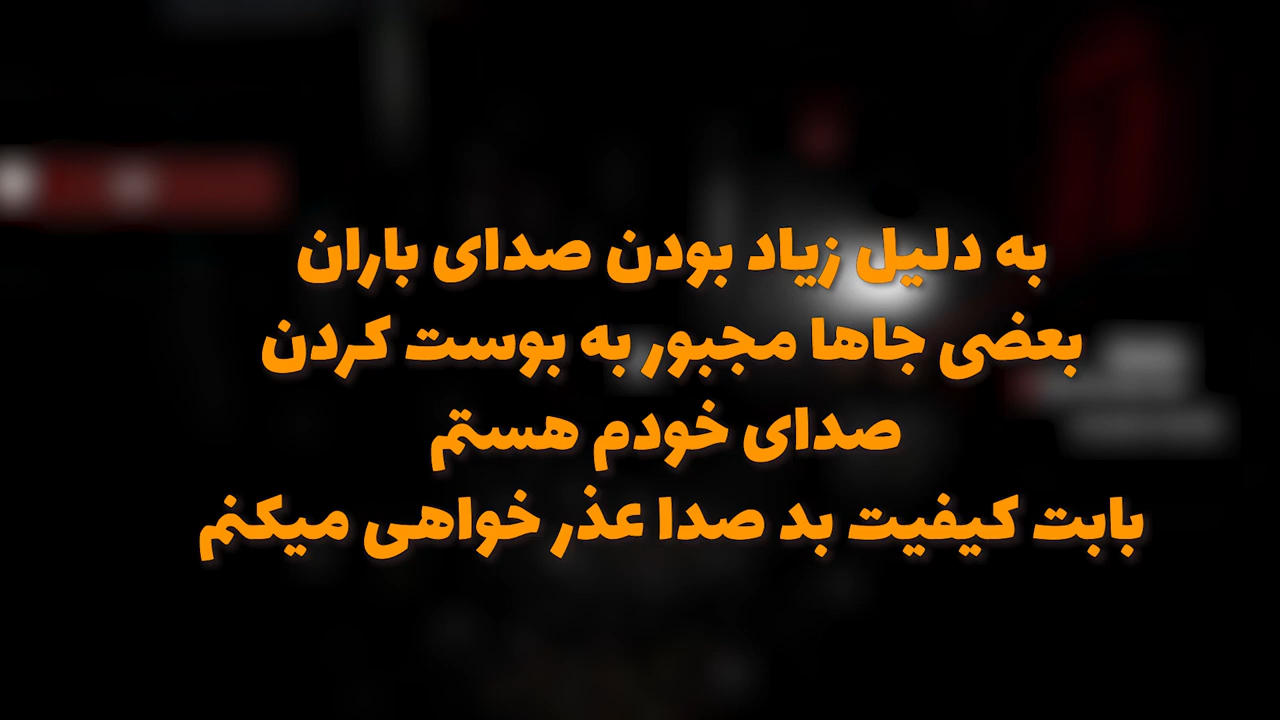 به دلیل زیاد بودن صدای باران
بعضی جاها مجبور به بوست کردن
صدای خودم هستم
بابت کیفیت بد صدا عذر خواهی میکنم